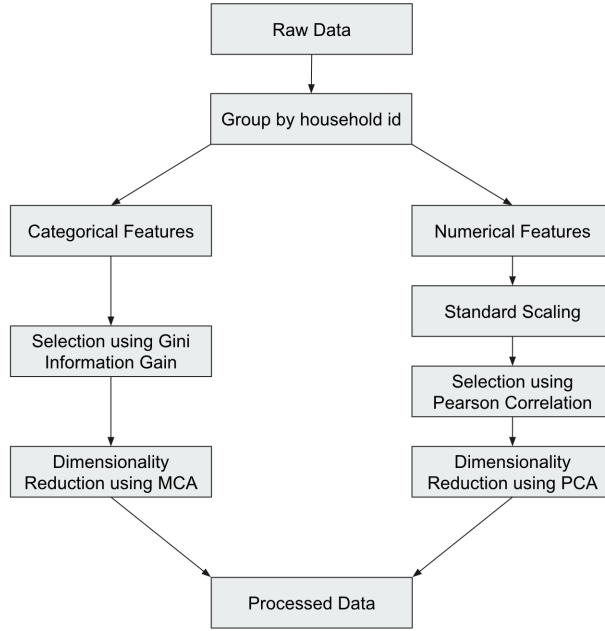 Raw Data
Group by household id
Categorical Features
Numerical Features
Standard Scaling
Selection using Gini
Information Gain
Selection using
Pearson Correlation
Dimensionality
Reduction using MCA
Dimensionality
Reduction using PCA
Processed Data